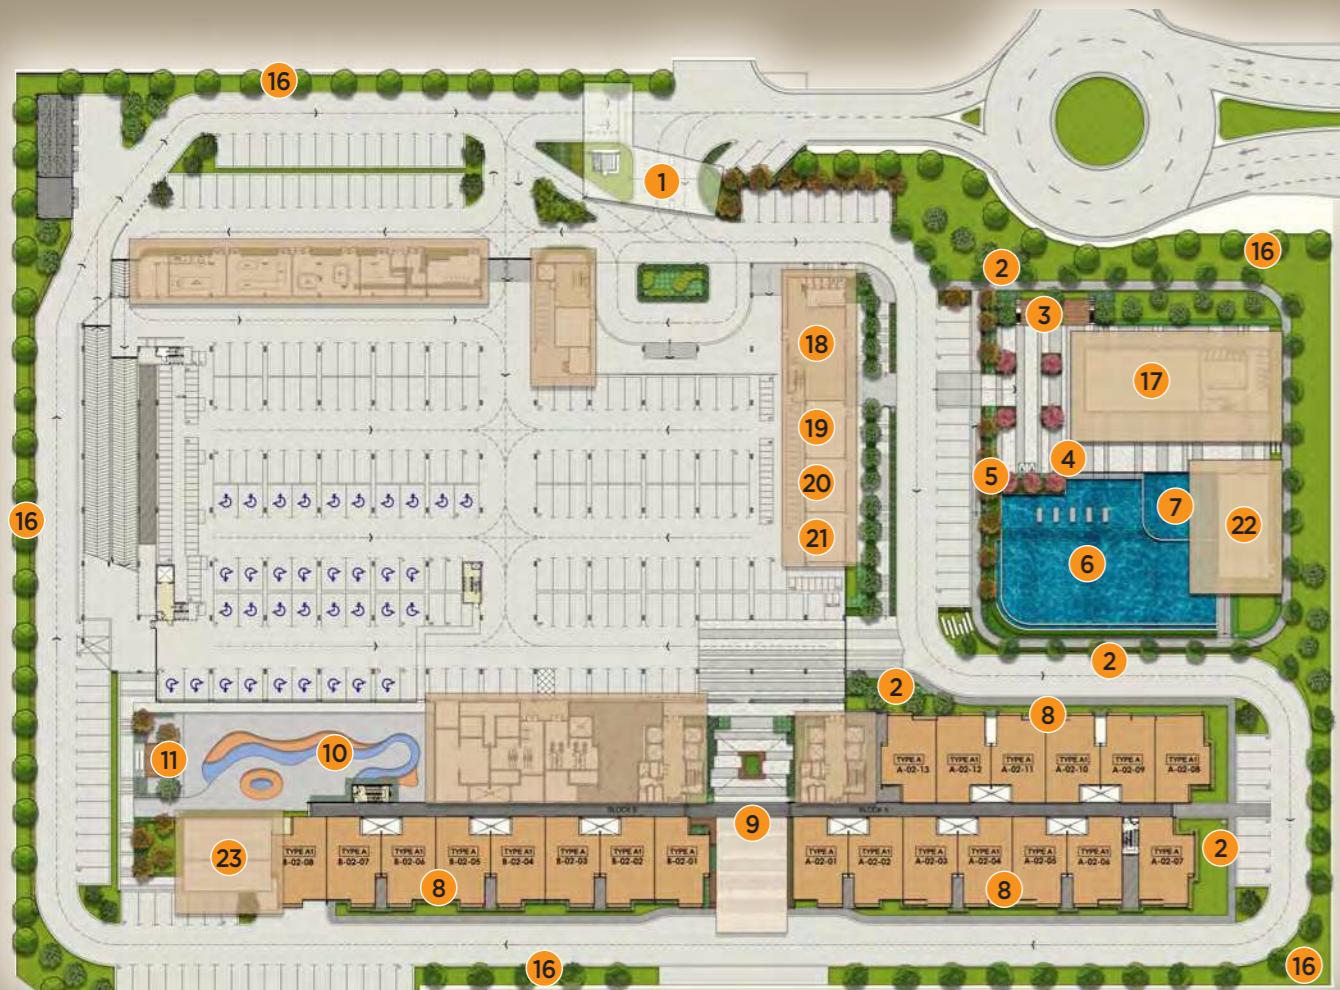 16
1
2
16
3
18
17
19
4
5
20
7
22
21
6
16
2
2
8
11
10
TYPE A
A-02-13
TYPE A1
A-02-12
TYPE A
A-02-11
TYPE A1
A-02-10
TYPE A
A-02-09
TYPE A1
A-02-08
BLOCK B
BLOCK A
9
23
TYPE A1
B-02-08
TYPE A
B-02-07
TYPE A1
B-02-06
TYPE A
B-02-05
TYPE A1
B-02-04
TYPE A
B-02-03
TYPE A1
B-02-02
TYPE A
B-02-01
TYPE A
A-02-01
TYPE A1
A-02-02
TYPE A
A-02-03
TYPE A1
A-02-04
TYPE A
A-02-05
TYPE A1
A-02-06
TYPE A
A-02-07
2
8
8
16
16